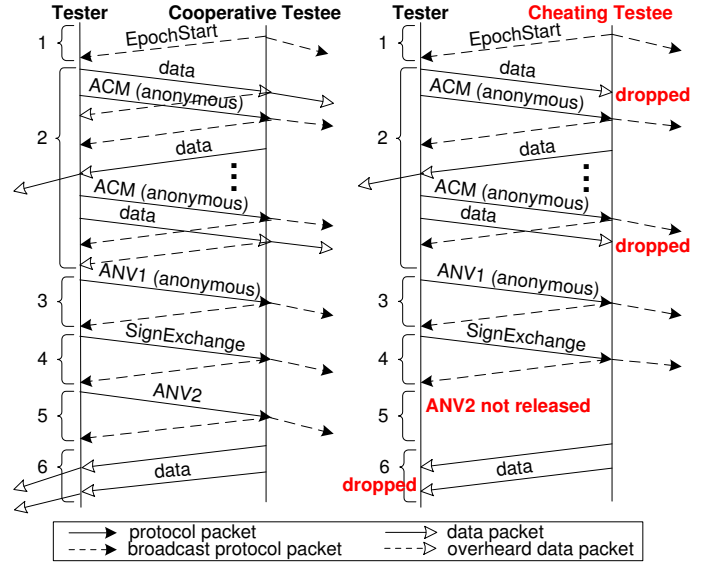 Tester Cooperative Testee
1
EpochStart
data
ACM (anonymous)
2
data
ACM (anonymous)
data
ANV1 (anonymous)
3
SignExchange
4
ANV2
5
6
data
Tester Cheating Testee
1
EpochStart
data
dropped
ACM (anonymous)
2
data
ACM (anonymous)
data
dropped
ANV1 (anonymous)
3
SignExchange
4
ANV2 not released
5
6
data
dropped
protocol packet
data packet
broadcast protocol packet
overheard data packet